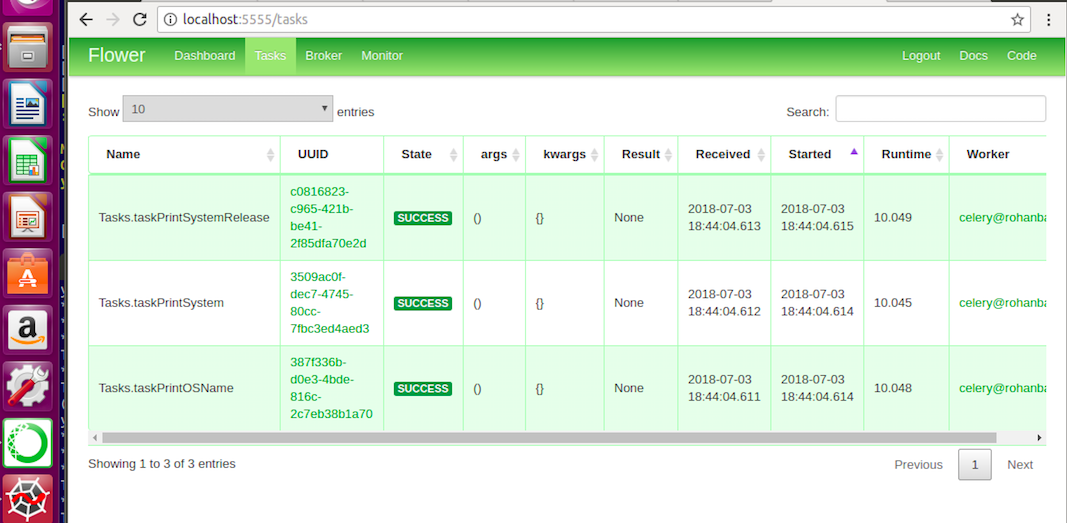 localhost:5555/tasks
Flower Dashboard Tasks Broker Monitor Logout Docs Code
Show 10 entries Search:
Name UUID State args kwargs Result Received Started Runtime Worker
Tasks.taskPrintSystemRelease c0816823-c965-421b-be41-2f85dfa70e2d SUCCESS () {} None 2018-07-03 18:44:04.613 2018-07-03 18:44:04.615 10.049 celery@rohanba
Tasks.taskPrintSystem 3509ac0f-dec7-4745-80cc-7fbc3ed4aed3 SUCCESS () {} None 2018-07-03 18:44:04.612 2018-07-03 18:44:04.614 10.045 celery@rohanba
Tasks.taskPrintOSName 387f336b-d0e3-4bde-816c-2c7eb38b1a70 SUCCESS () {} None 2018-07-03 18:44:04.611 2018-07-03 18:44:04.614 10.048 celery@rohanba
Showing 1 to 3 of 3 entries Previous 1 Next